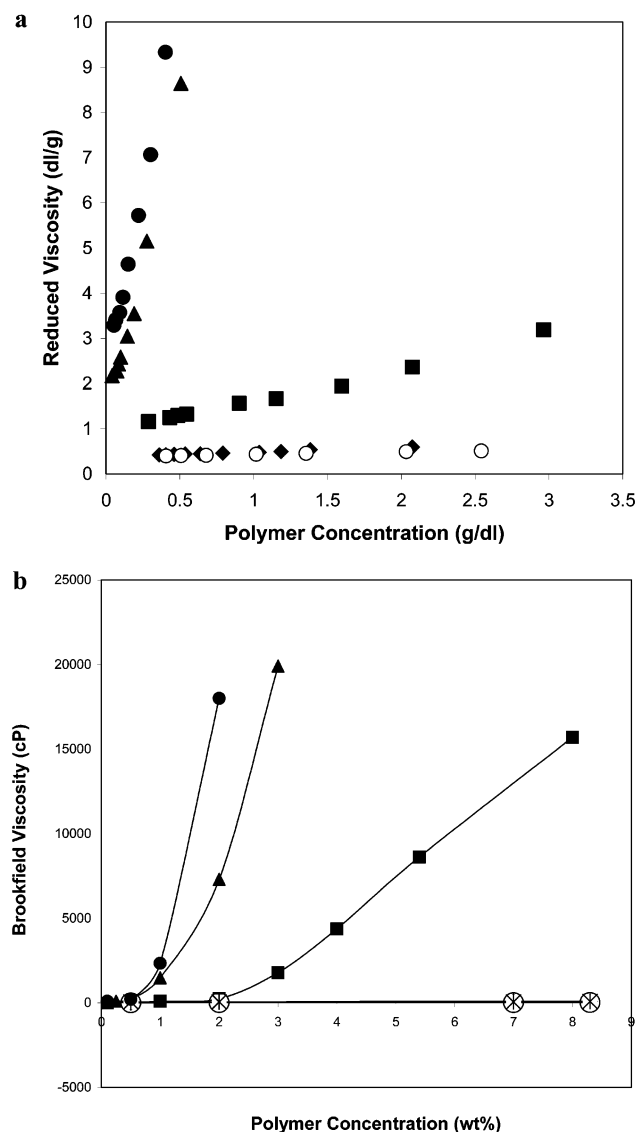 a
10
9
8
7
6
5
4
3
2
1
0
Reduced Viscosity (dl/g)
0 0.5 1 1.5 2 2.5 3 3.5
Polymer Concentration (g/dl)
b
25000
20000
15000
10000
5000
0
-5000
Brookfield Viscosity (cP)
0 1 2 3 4 5 6 7 8 9
Polymer Concentration (wt%)